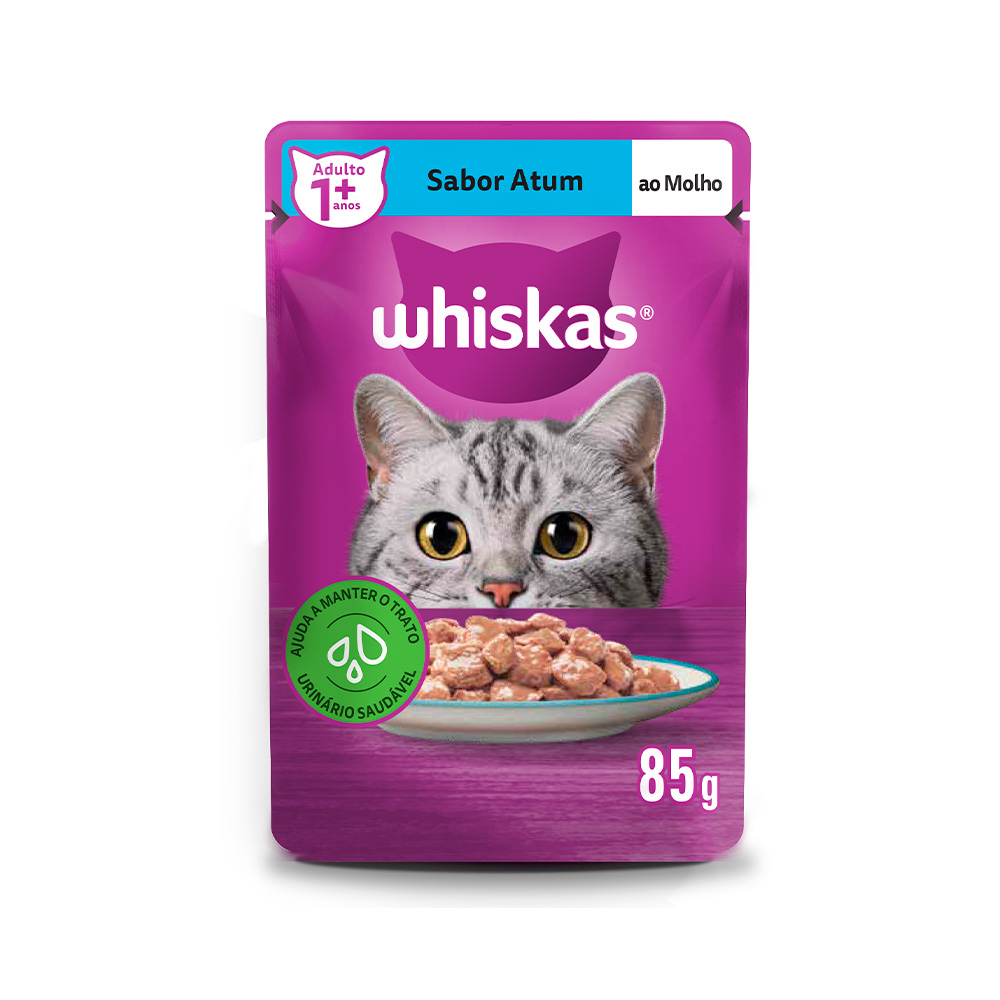 Adulto
1+
anos
Sabor Atum
ao Molho
whiskas®
AJUDA A MANTER O TRATO
URINÁRIO SAUDÁVEL
85g